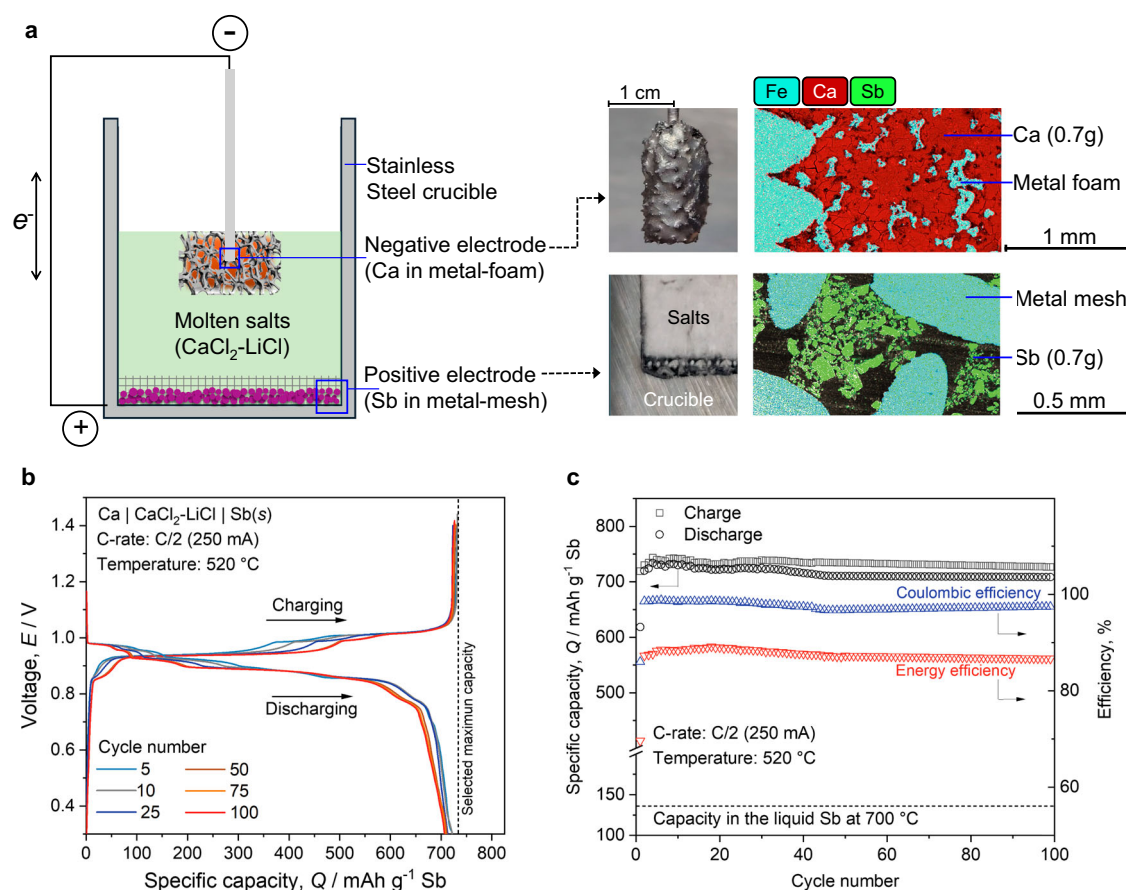 a
-
e-
+
Stainless
Steel crucible
Negative electrode
(Ca in metal-foam)
Molten salts
(CaCl2-LiCl)
Positive electrode
(Sb in metal-mesh)
1 cm
Fe Ca Sb
Ca (0.7g)
Metal foam
1 mm
Salts
Crucible
Metal mesh
Sb (0.7g)
0.5 mm
b
Ca | CaCl2-LiCl | Sb(s)
C-rate: C/2 (250 mA)
Temperature: 520 °C
Charging
Discharging
Cycle number
5 50
10 75
25 100
Selected maximun capacity
Voltage, E / V
1.4
1.2
1.0
0.8
0.6
0.4
0 100 200 300 400 500 600 700 800
Specific capacity, Q / mAh g-1 Sb
c
Charge
Discharge
Coulombic efficiency
Energy efficiency
C-rate: C/2 (250 mA)
Temperature: 520 °C
Capacity in the liquid Sb at 700 °C
Specific capacity, Q / mAh g-1 Sb
850
800
750
700
650
600
550
500
150
100
Efficiency, %
100
80
60
0 20 40 60 80 100
Cycle number